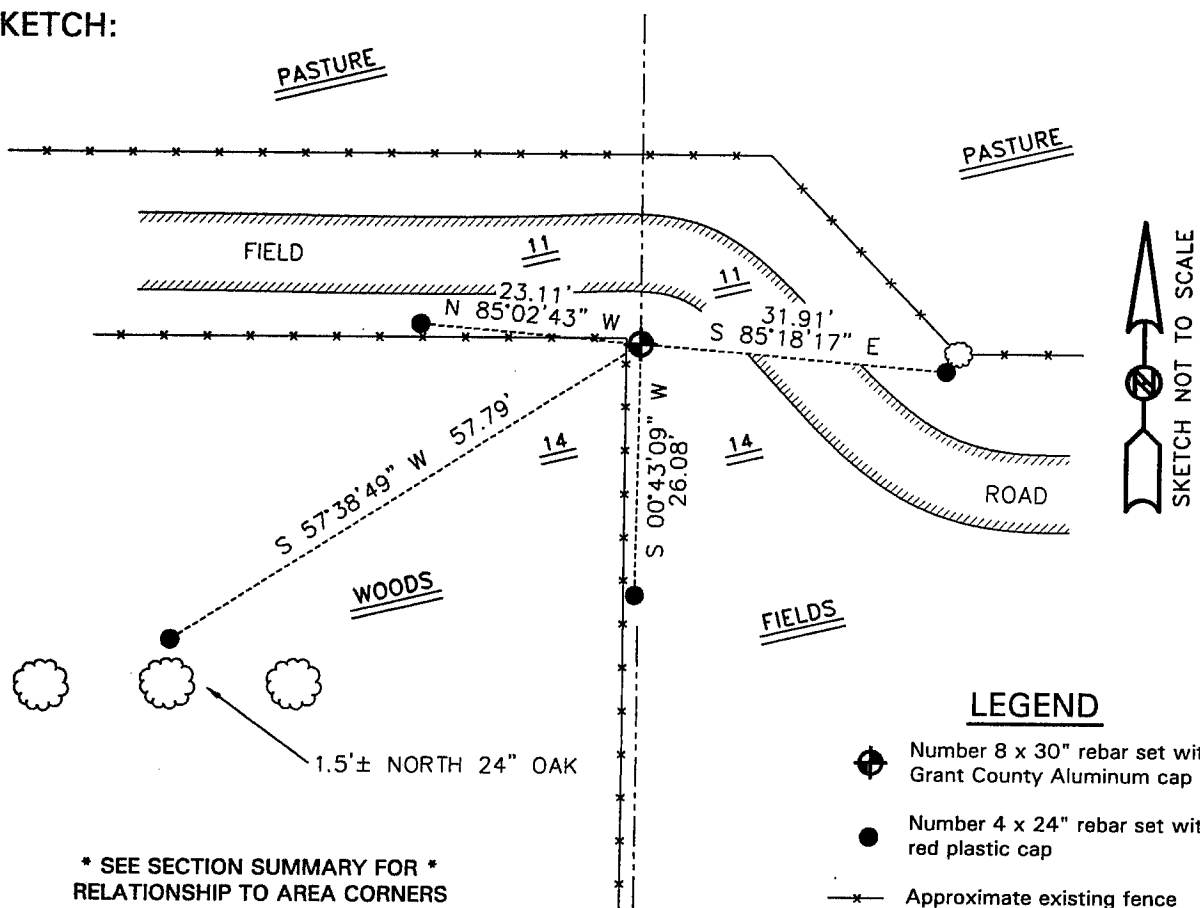 KETCH:
PASTURE
PASTURE
FIELD
11
11
23.11'
N 85°02'43" W
31.91'
S 85°18'17" E
SKETCH NOT TO SCALE
N
S 57°38'49" W 57.79'
14
14
S 00°43'09" W
26.08'
ROAD
WOODS
FIELDS
1.5'± NORTH 24" OAK
LEGEND
Number 8 x 30" rebar set wit
Grant County Aluminum cap
Number 4 x 24" rebar set wit
red plastic cap
* SEE SECTION SUMMARY FOR *
RELATIONSHIP TO AREA CORNERS
Approximate existing fence